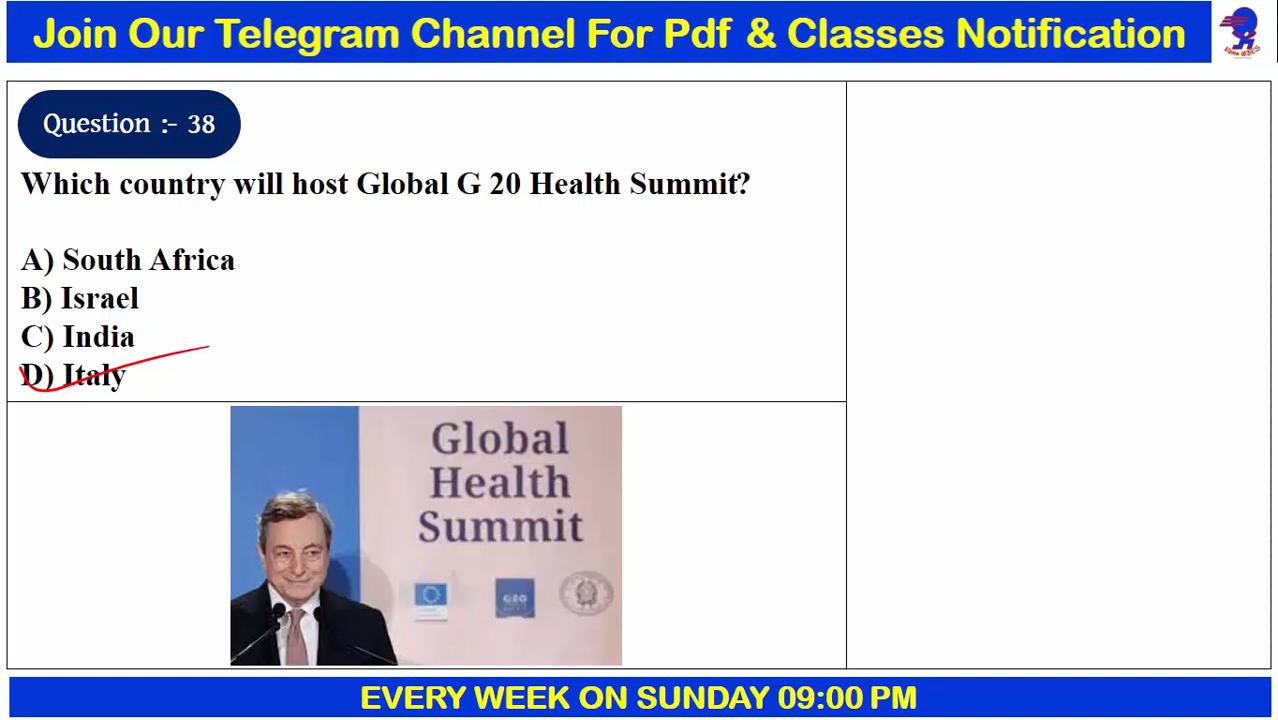 Join Our Telegram Channel For Pdf & Classes Notification
Question :- 38
Which country will host Global G 20 Health Summit?
A) South Africa
B) Israel
C) India
D) Italy
Global
Health
Summit
EVERY WEEK ON SUNDAY 09:00 PM